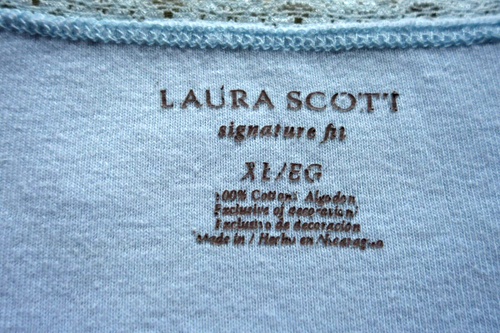 LAURA SCOTT
signature fit
XL/EG
100% Cotton/ Algodon
Exclusive of decoration/
Exclusivo de decoración
Made in / Hecho en Nicaragua